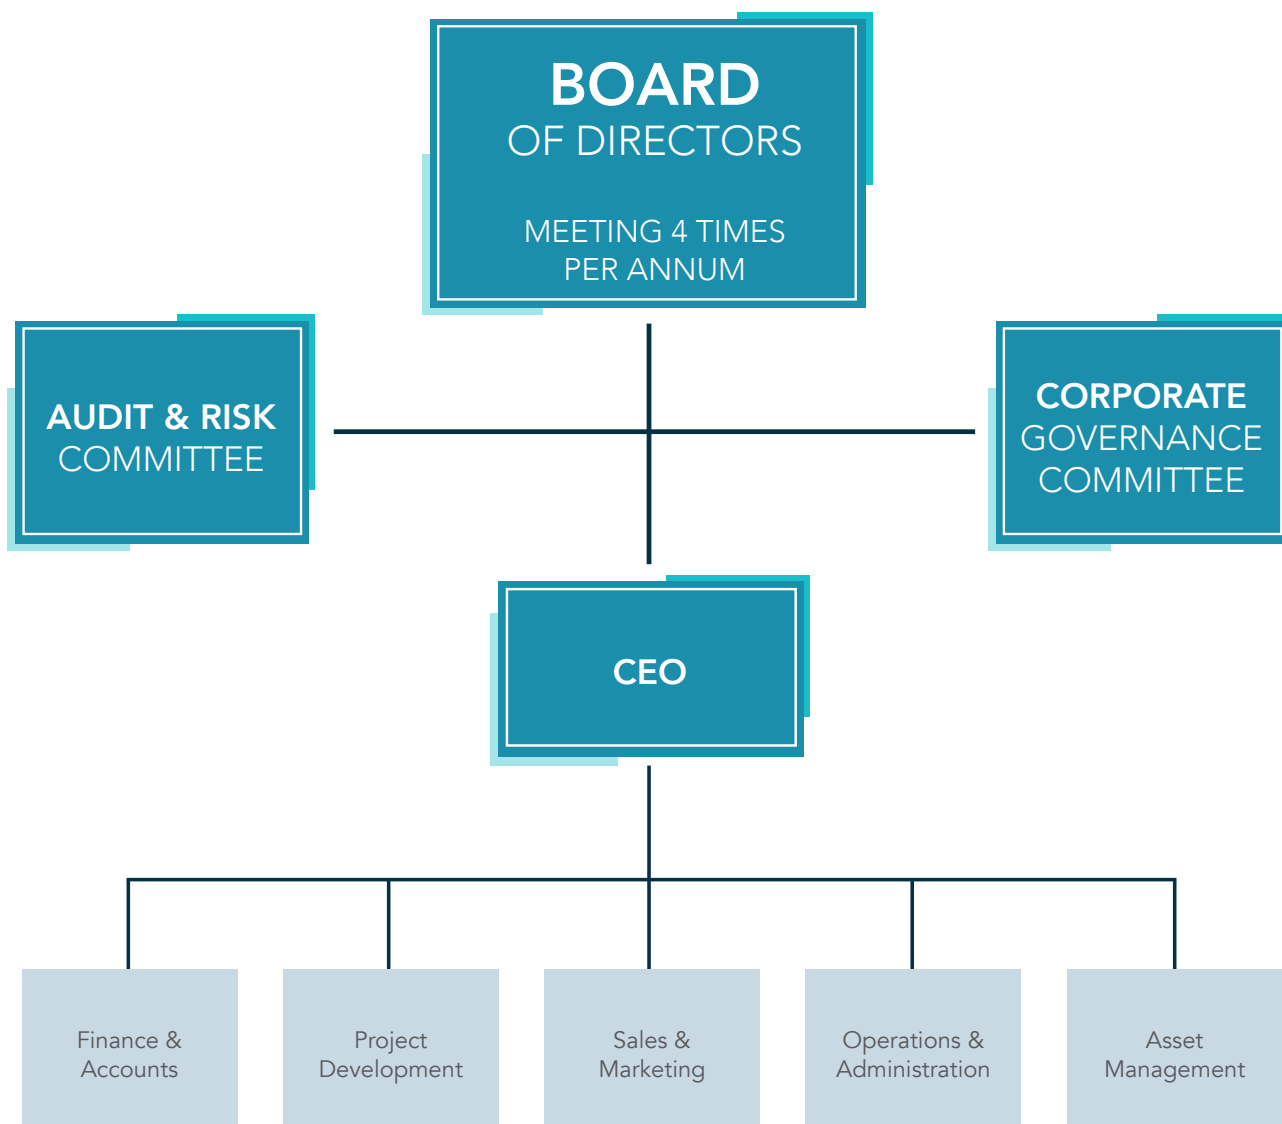 BOARD
OF DIRECTORS
MEETING 4 TIMES
PER ANNUM
AUDIT & RISK
COMMITTEE
CORPORATE
GOVERNANCE
COMMITTEE
CEO
Finance &
Accounts
Project
Development
Sales &
Marketing
Operations &
Administration
Asset
Management